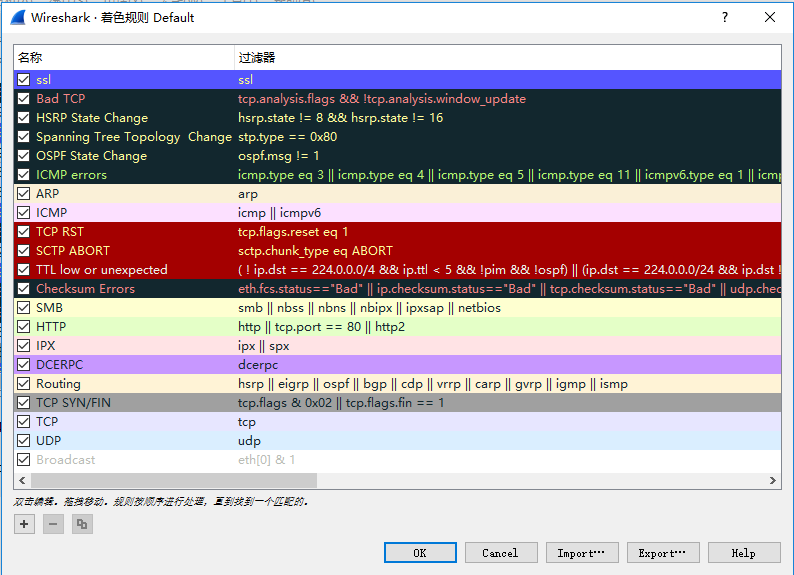 Wireshark · 着色规则 Default
名称 过滤器
ssl ssl
Bad TCP tcp.analysis.flags && !tcp.analysis.window_update
HSRP State Change hsrp.state != 8 && hsrp.state != 16
Spanning Tree Topology Change stp.type == 0x80
OSPF State Change ospf.msg != 1
ICMP errors icmp.type eq 3 || icmp.type eq 4 || icmp.type eq 5 || icmp.type eq 11 || icmpv6.type eq 1 || icmp
ARP arp
ICMP icmp || icmpv6
TCP RST tcp.flags.reset eq 1
SCTP ABORT sctp.chunk_type eq ABORT
TTL low or unexpected ( ! ip.dst == 224.0.0.0/4 && ip.ttl < 5 && !pim && !ospf) || (ip.dst == 224.0.0.0/24 && ip.dst !
Checksum Errors eth.fcs.status=="Bad" || ip.checksum.status=="Bad" || tcp.checksum.status=="Bad" || udp.chec
SMB smb || nbss || nbns || nbipx || ipxsap || netbios
HTTP http || tcp.port == 80 || http2
IPX ipx || spx
DCERPC dcerpc
Routing hsrp || eigrp || ospf || bgp || cdp || vrrp || carp || gvrp || igmp || ismp
TCP SYN/FIN tcp.flags & 0x02 || tcp.flags.fin == 1
TCP tcp
UDP udp
Broadcast eth[0] & 1
双击编辑。拖拽移动。规则按顺序进行处理，直到找到一个匹配的。
OK Cancel Import… Export… Help